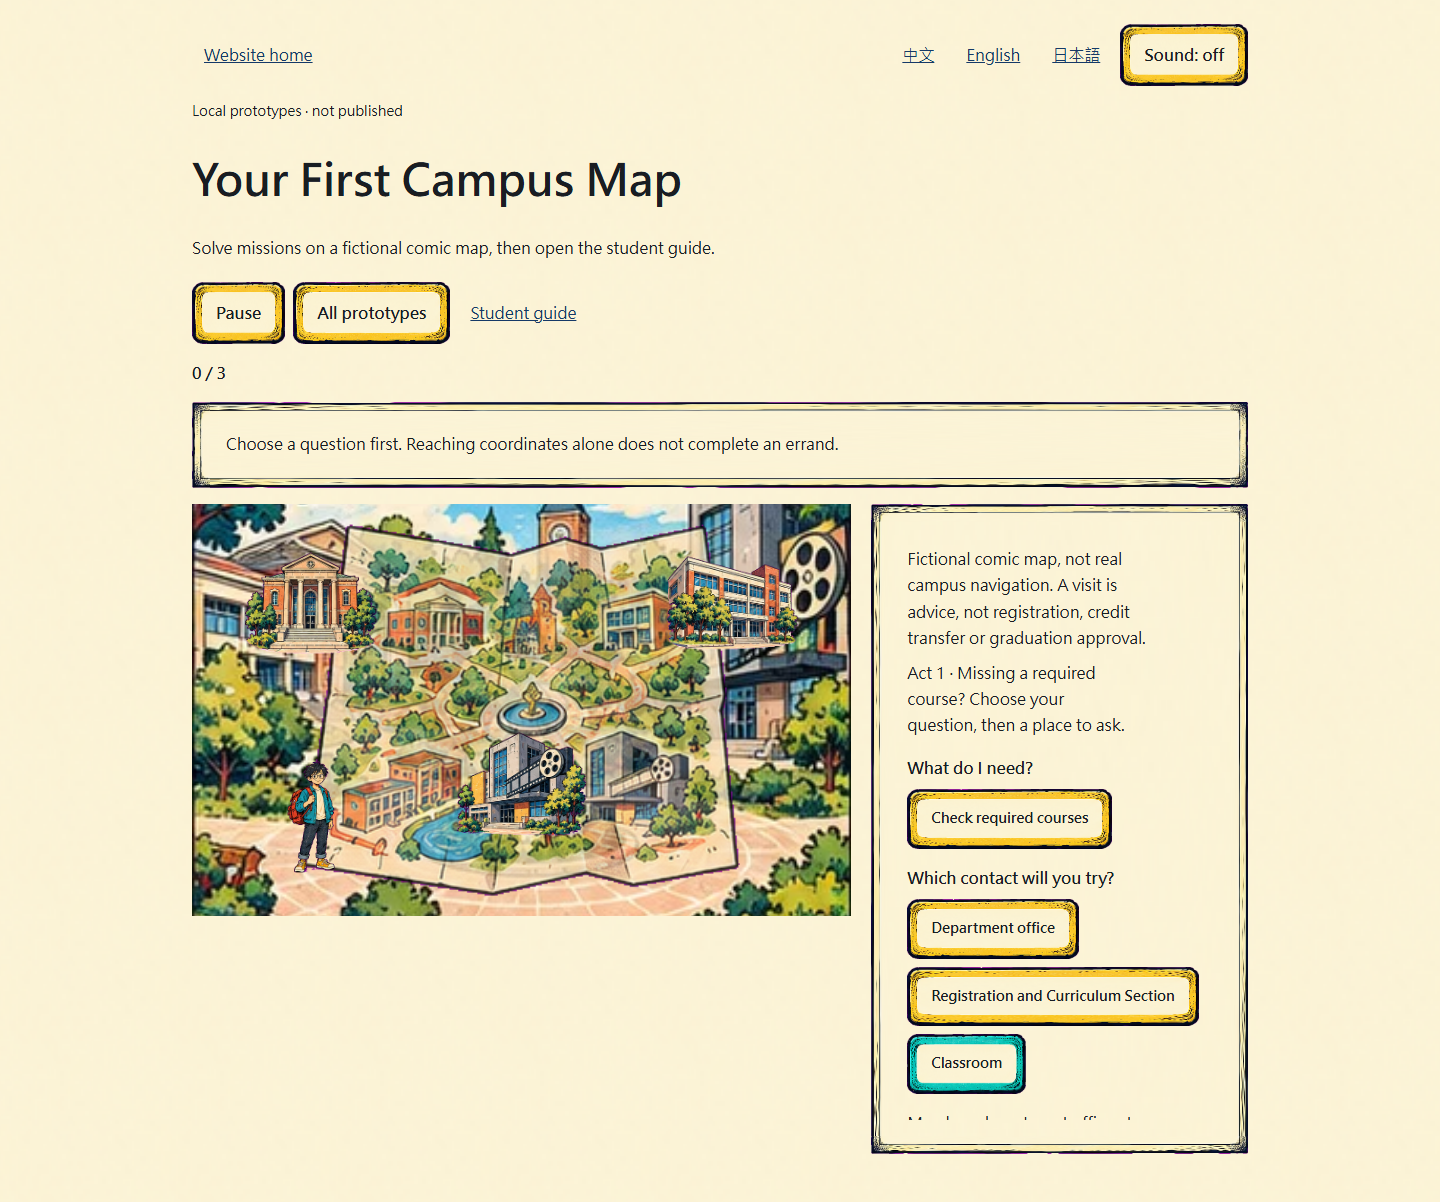 Website home
中文
English
日本語
Sound: off
Local prototypes · not published
Your First Campus Map
Solve missions on a fictional comic map, then open the student guide.
Pause
All prototypes
Student guide
0 / 3
Choose a question first. Reaching coordinates alone does not complete an errand.
Fictional comic map, not real
campus navigation. A visit is
advice, not registration, credit
transfer or graduation approval.
Act 1 · Missing a required
course? Choose your
question, then a place to ask.
What do I need?
Check required courses
Which contact will you try?
Department office
Registration and Curriculum Section
Classroom